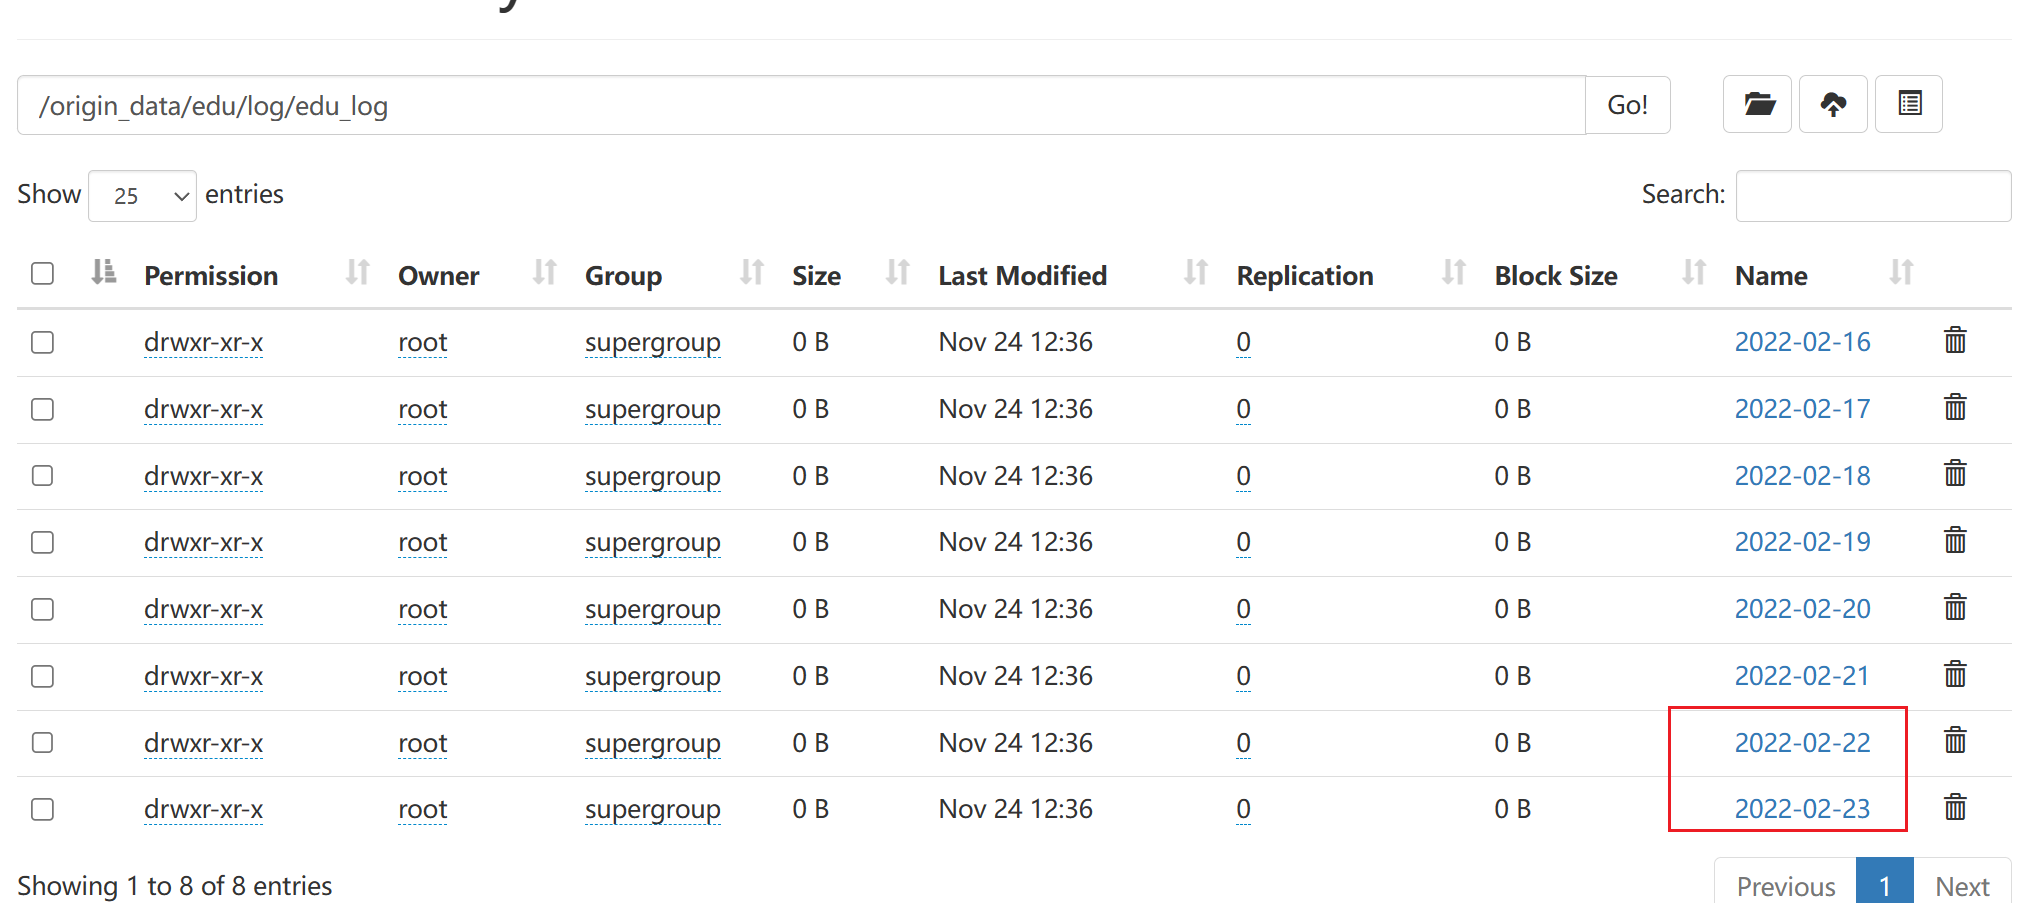 /origin_data/edu/log/edu_log Go!
Show 25 entries Search:
Permission Owner Group Size Last Modified Replication Block Size Name
drwxr-xr-x root supergroup 0 B Nov 24 12:36 0 0 B 2022-02-16
drwxr-xr-x root supergroup 0 B Nov 24 12:36 0 0 B 2022-02-17
drwxr-xr-x root supergroup 0 B Nov 24 12:36 0 0 B 2022-02-18
drwxr-xr-x root supergroup 0 B Nov 24 12:36 0 0 B 2022-02-19
drwxr-xr-x root supergroup 0 B Nov 24 12:36 0 0 B 2022-02-20
drwxr-xr-x root supergroup 0 B Nov 24 12:36 0 0 B 2022-02-21
drwxr-xr-x root supergroup 0 B Nov 24 12:36 0 0 B 2022-02-22
drwxr-xr-x root supergroup 0 B Nov 24 12:36 0 0 B 2022-02-23
Showing 1 to 8 of 8 entries Previous 1 Next